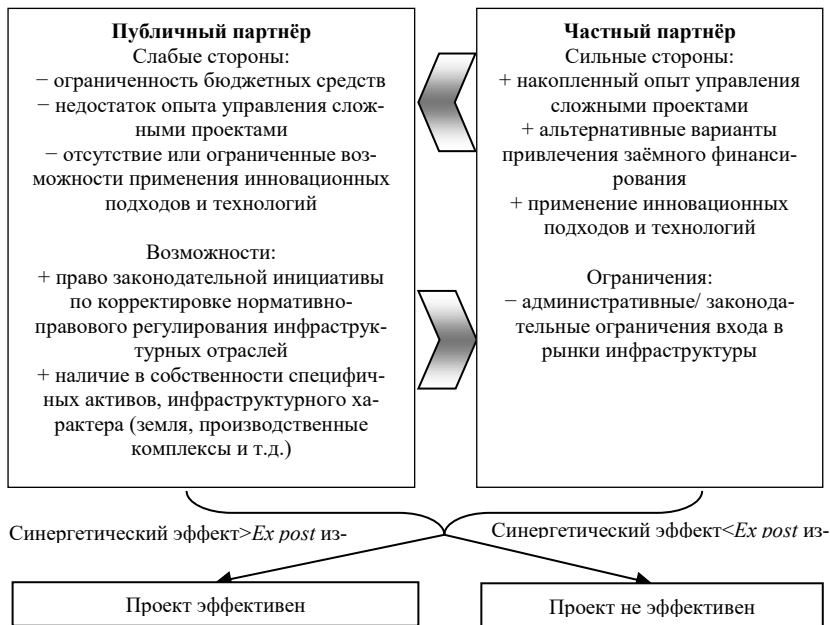 Публичный партнёр
Слабые стороны:
− ограниченность бюджетных средств
− недостаток опыта управления слож-
ными проектами
− отсутствие или ограниченные воз-
можности применения инновационных
подходов и технологий
Возможности:
+ право законодательной инициативы
по корректировке нормативно-
правового регулирования инфраструк-
турных отраслей
+ наличие в собственности специфич-
ных активов, инфраструктурного ха-
рактера (земля, производственные
комплексы и т.д.)
Частный партнёр
Сильные стороны:
+ накопленный опыт управления
сложными проектами
+ альтернативные варианты
привлечения заёмного финанси-
рования
+ применение инновационных
подходов и технологий
Ограничения:
− административные/ законода-
тельные ограничения входа в
рынки инфраструктуры
Синергетический эффект>Ex post из-
Синергетический эффект<Ex post из-
Проект эффективен
Проект не эффективен